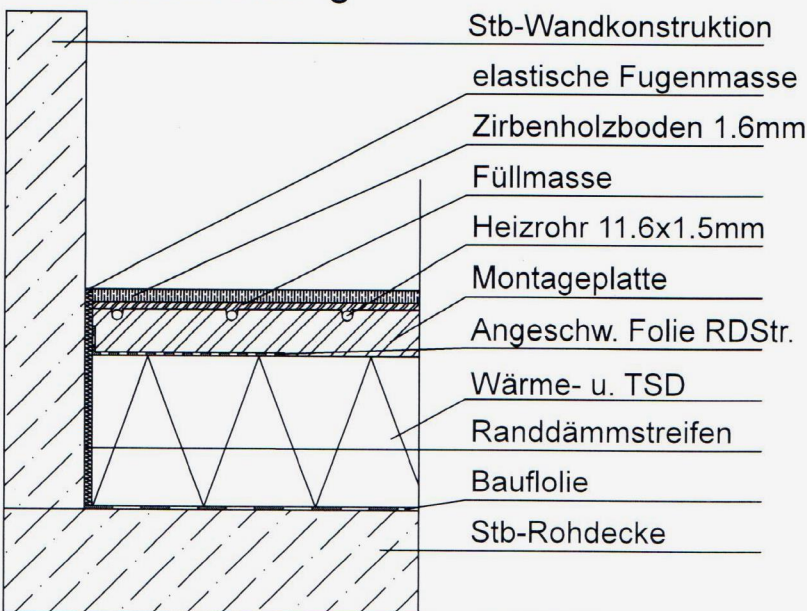 Stb-Wandkonstruktion
elastische Fugenmasse
Zirbenholzboden 1.6mm
Füllmasse
Heizrohr 11.6x1.5mm
Montageplatte
Angeschw. Folie RDStr.
Wärme- u. TSD
Randdämmstreifen
Bauflolie
Stb-Rohdecke